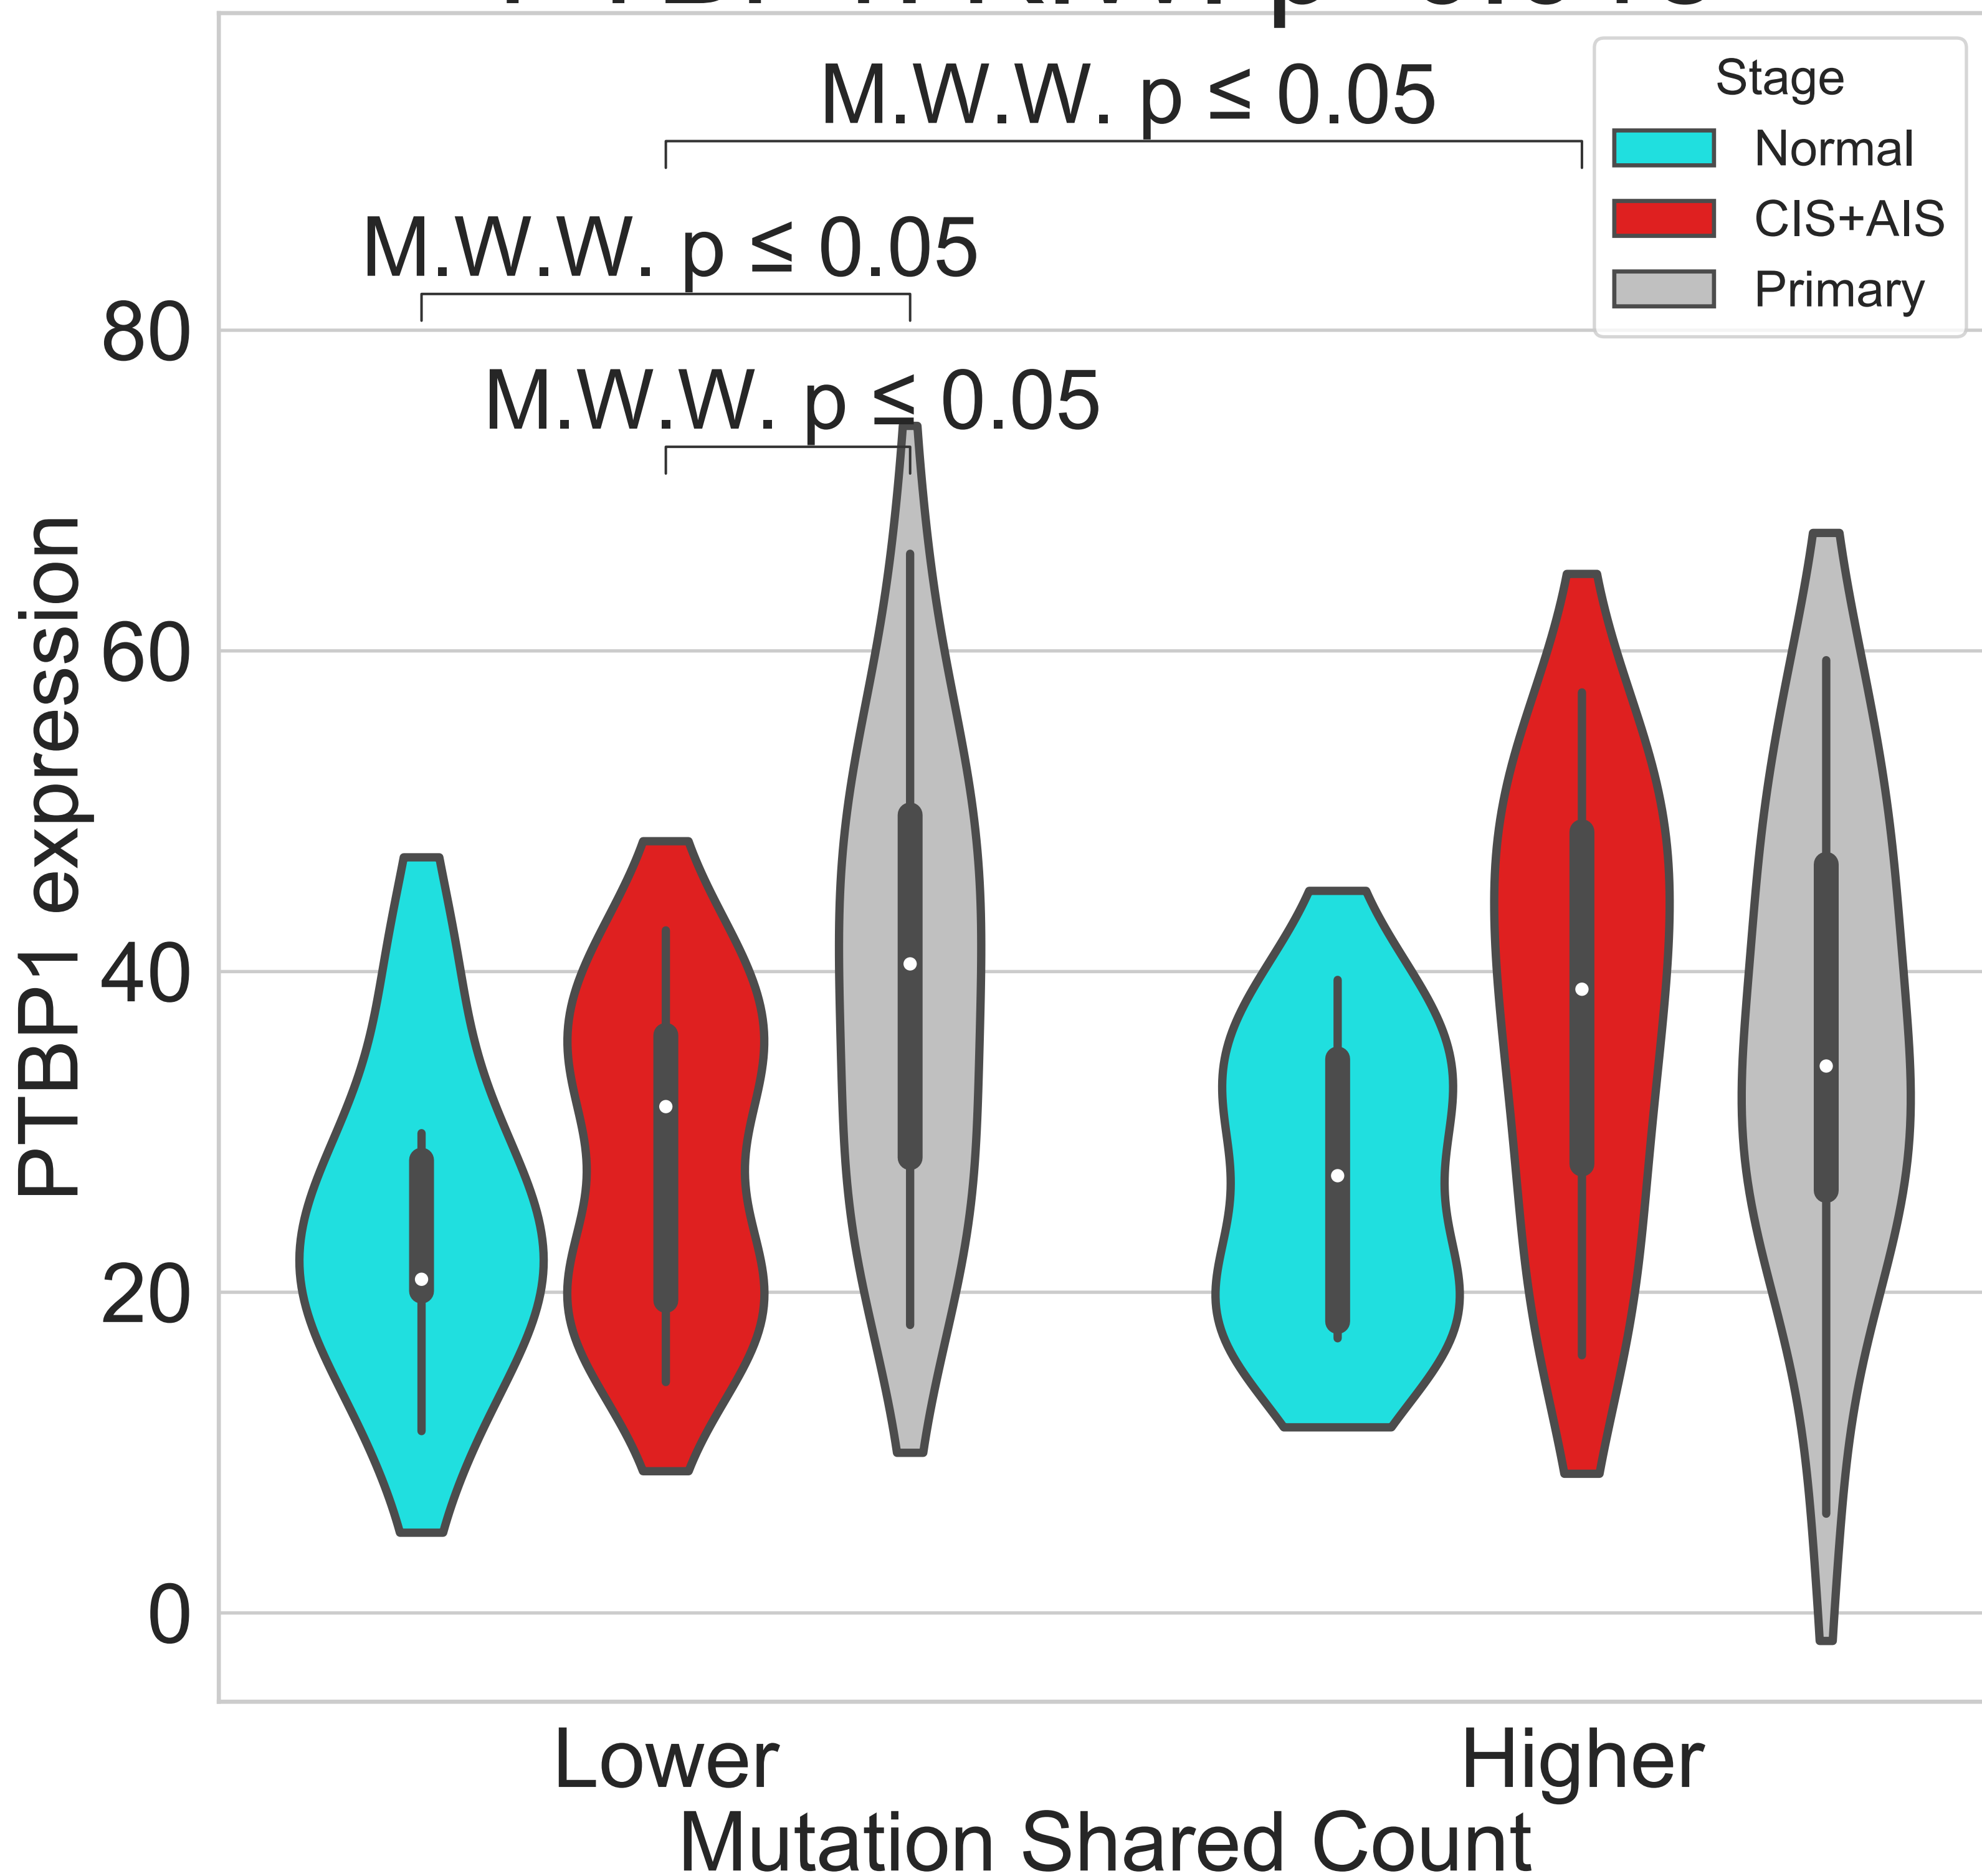 M.W.W. p ≤ 0.05
Stage
Normal
CIS+AIS
Primary
M.W.W. p ≤ 0.05
M.W.W. p ≤ 0.05
80
60
40
20
0
PTBP1 expression
Lower
Higher
Mutation Shared Count